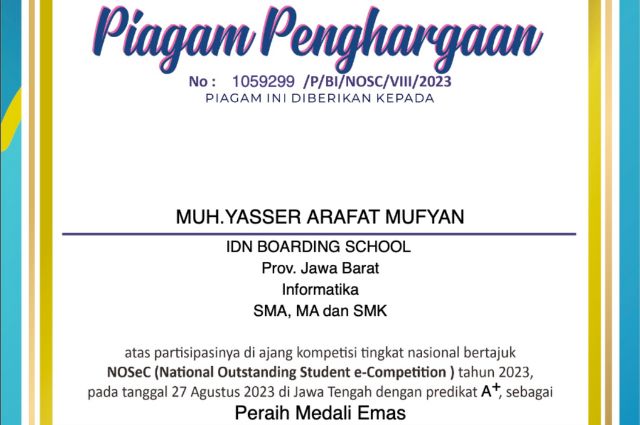 Piagam Penghargaan
No : 1059299 /P/BI/NOSC/VIII/2023
PIAGAM INI DIBERIKAN KEPADA
MUH.YASSER ARAFAT MUFYAN
IDN BOARDING SCHOOL
Prov. Jawa Barat
Informatika
SMA, MA dan SMK
atas partisipasinya di ajang kompetisi tingkat nasional bertajuk
NOSeC (National Outstanding Student e-Competition ) tahun 2023,
pada tanggal 27 Agustus 2023 di Jawa Tengah dengan predikat A+, sebagai
Peraih Medali Emas